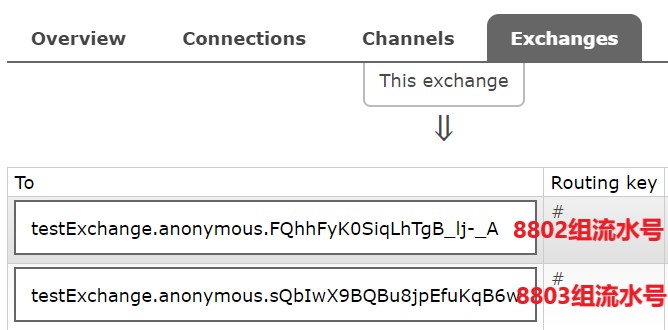 Overview Connections Channels Exchanges
This exchange
To Routing key
testExchange.anonymous.FQhhFyK0SiqLhTgB_lj-_A #
8802组流水号
testExchange.anonymous.sQbIwX9BQBu8jpEfuKqB6w #
8803组流水号